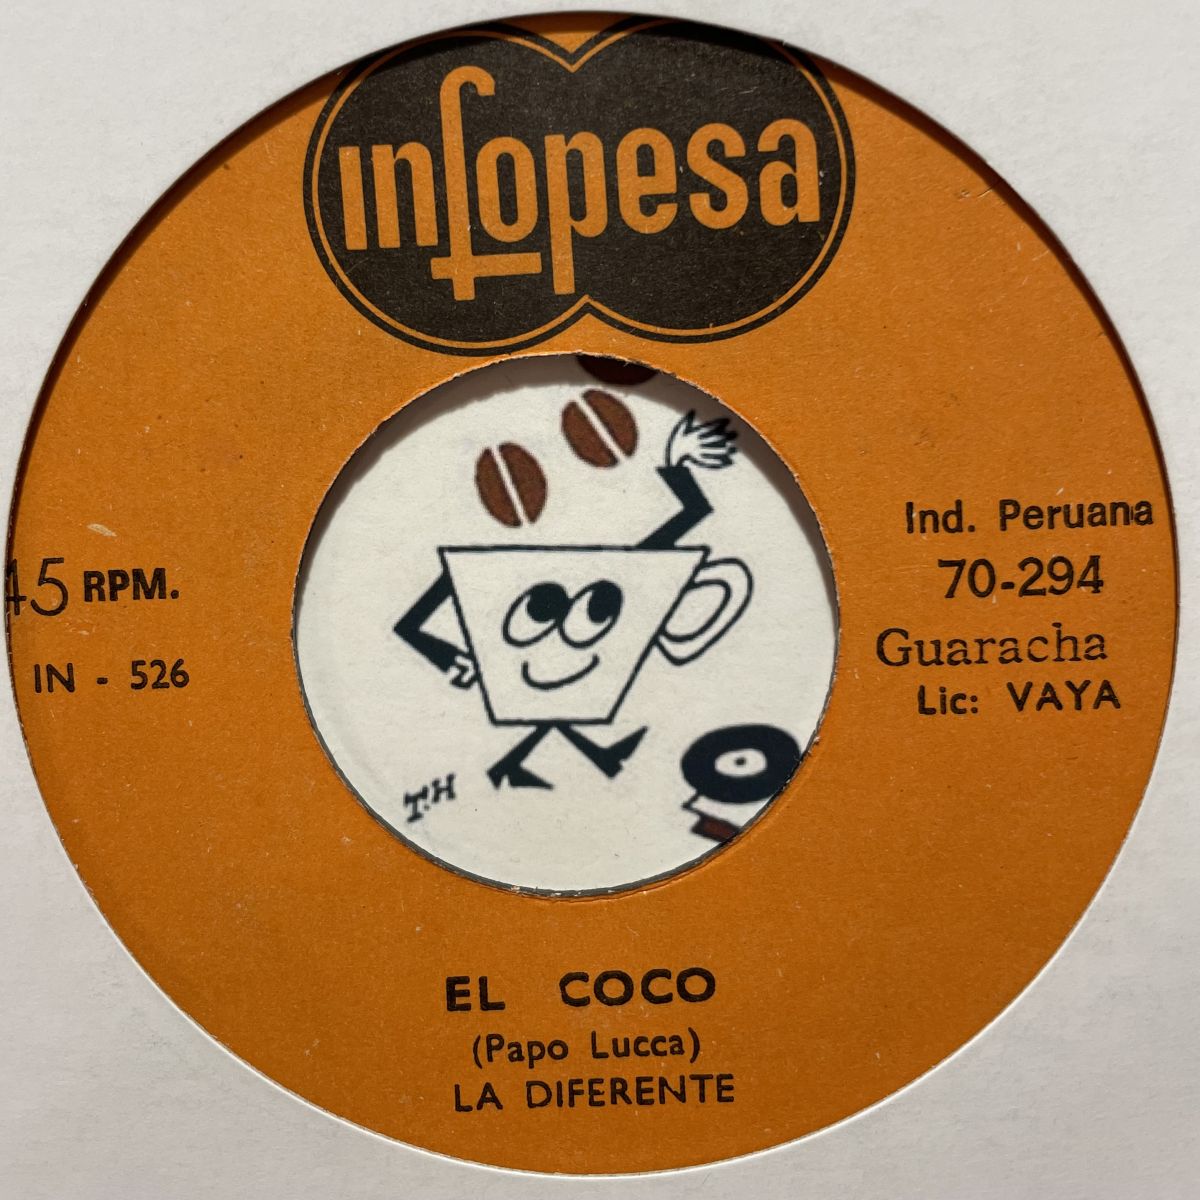 infopesa
45 RPM.
IN - 526
Ind. Peruana
70-294
Guaracha
Lic: VAYA
T.H
EL COCO
(Papo Lucca)
LA DIFERENTE